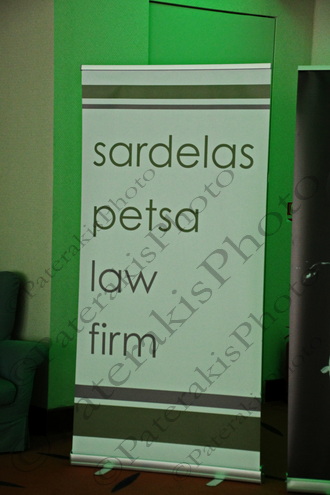 sardelas
petsa
law
firm
©PaterakisPhoto